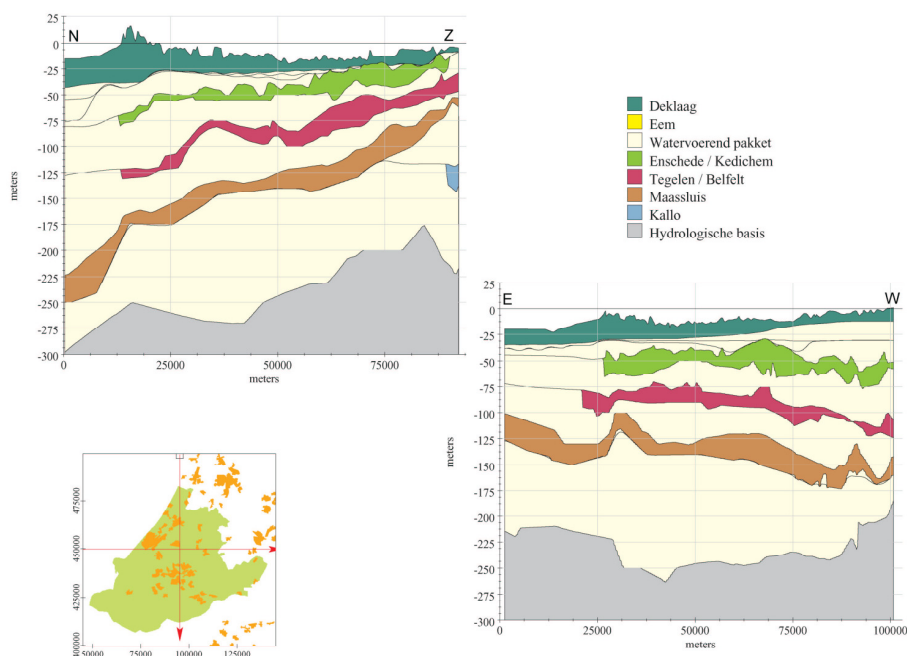 25
N
Z
0
-25
-50
-75
-100
-125
-150
-175
-200
-225
-250
-275
-300
meters
0
25000
50000
75000
meters
Deklaag
Eem
Watervoerend pakket
Enschede / Kedichem
Tegelen / Belfelt
Maassluis
Kallo
Hydrologische basis
25
E
W
0
-25
-50
-75
-100
-125
-150
-175
-200
-225
-250
-275
-300
meters
0
25000
50000
75000
100000
meters
475000
450000
425000
400000
50000
75000
100000
125000